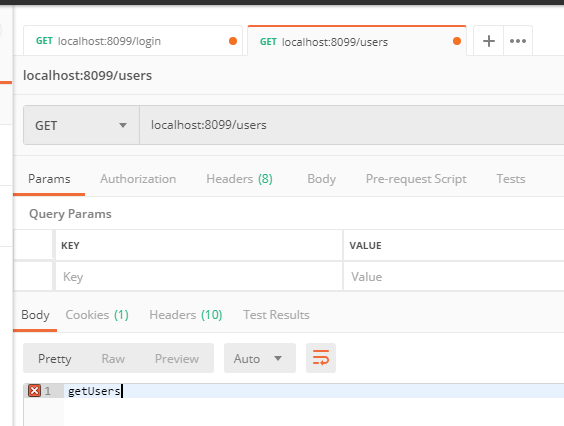 GET localhost:8099/login GET localhost:8099/users
localhost:8099/users
GET localhost:8099/users
Params Authorization Headers (8) Body Pre-request Script Tests
Query Params
KEY VALUE
Key Value
Body Cookies (1) Headers (10) Test Results
Pretty Raw Preview Auto
1 getUsers